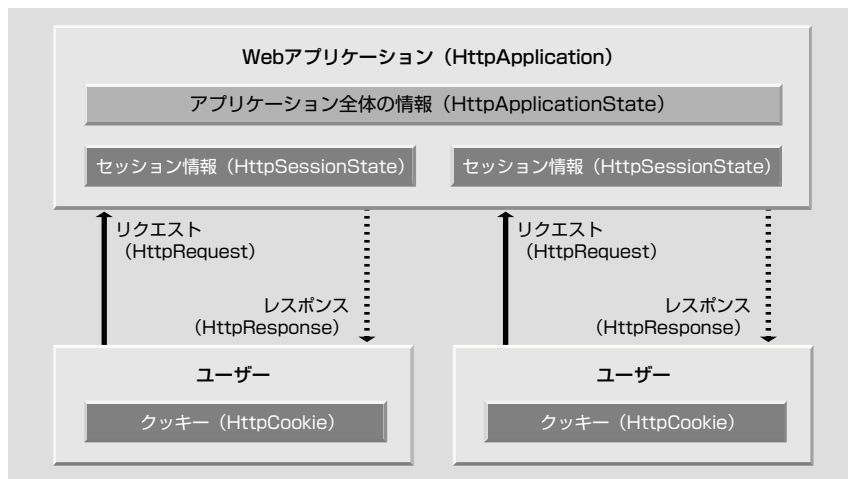 Webアプリケーション（HttpApplication）
アプリケーション全体の情報（HttpApplicationState）
セッション情報（HttpSessionState）
セッション情報（HttpSessionState）
リクエスト
（HttpRequest）
レスポンス
（HttpResponse）
リクエスト
（HttpRequest）
レスポンス
（HttpResponse）
ユーザー
クッキー（HttpCookie）
ユーザー
クッキー（HttpCookie）